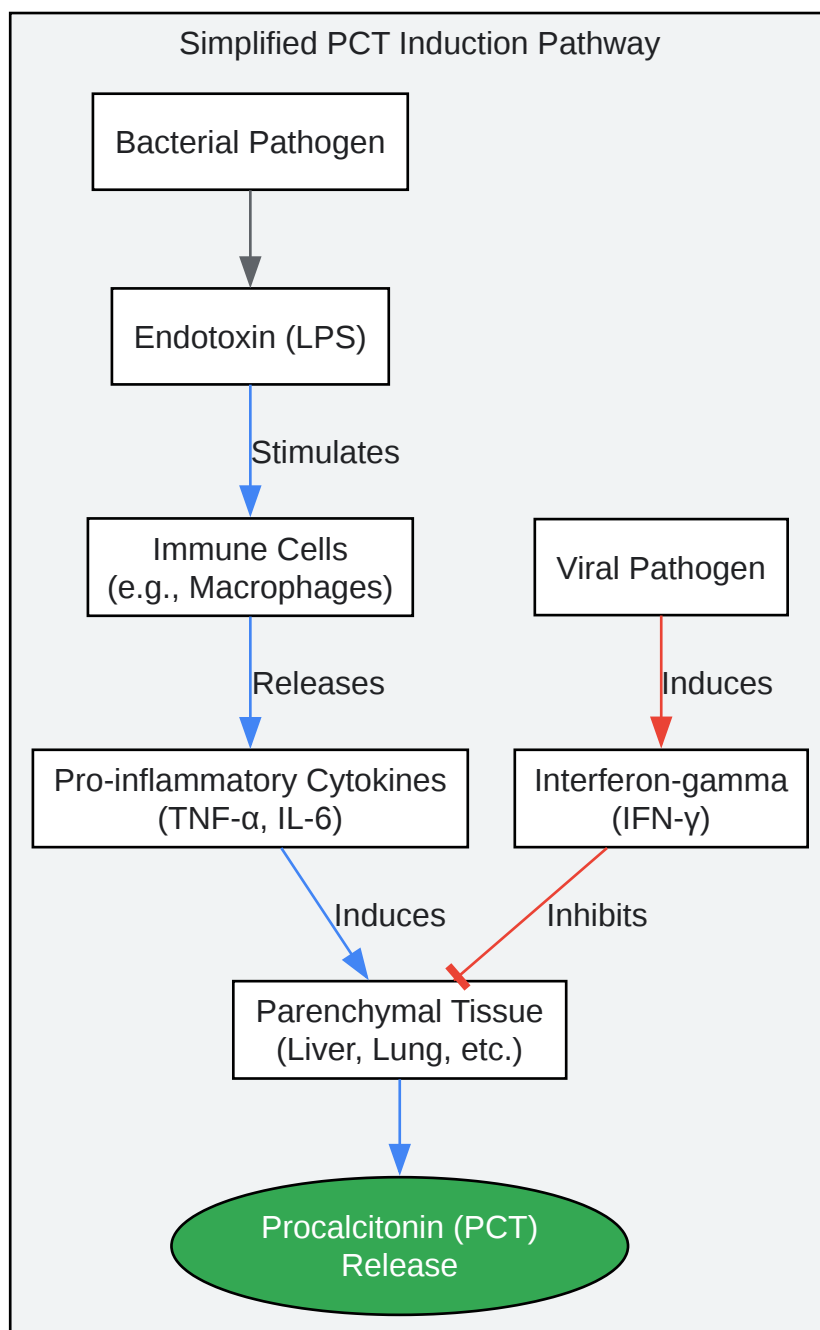 Simplified PCT Induction Pathway
Bacterial Pathogen
Endotoxin (LPS)
Stimulates
Immune Cells
(e.g., Macrophages)
Viral Pathogen
Releases
Induces
Pro-inflammatory Cytokines
(TNF-α, IL-6)
Interferon-gamma
(IFN-γ)
Induces
Inhibits
Parenchymal Tissue
(Liver, Lung, etc.)
Procalcitonin (PCT)
Release